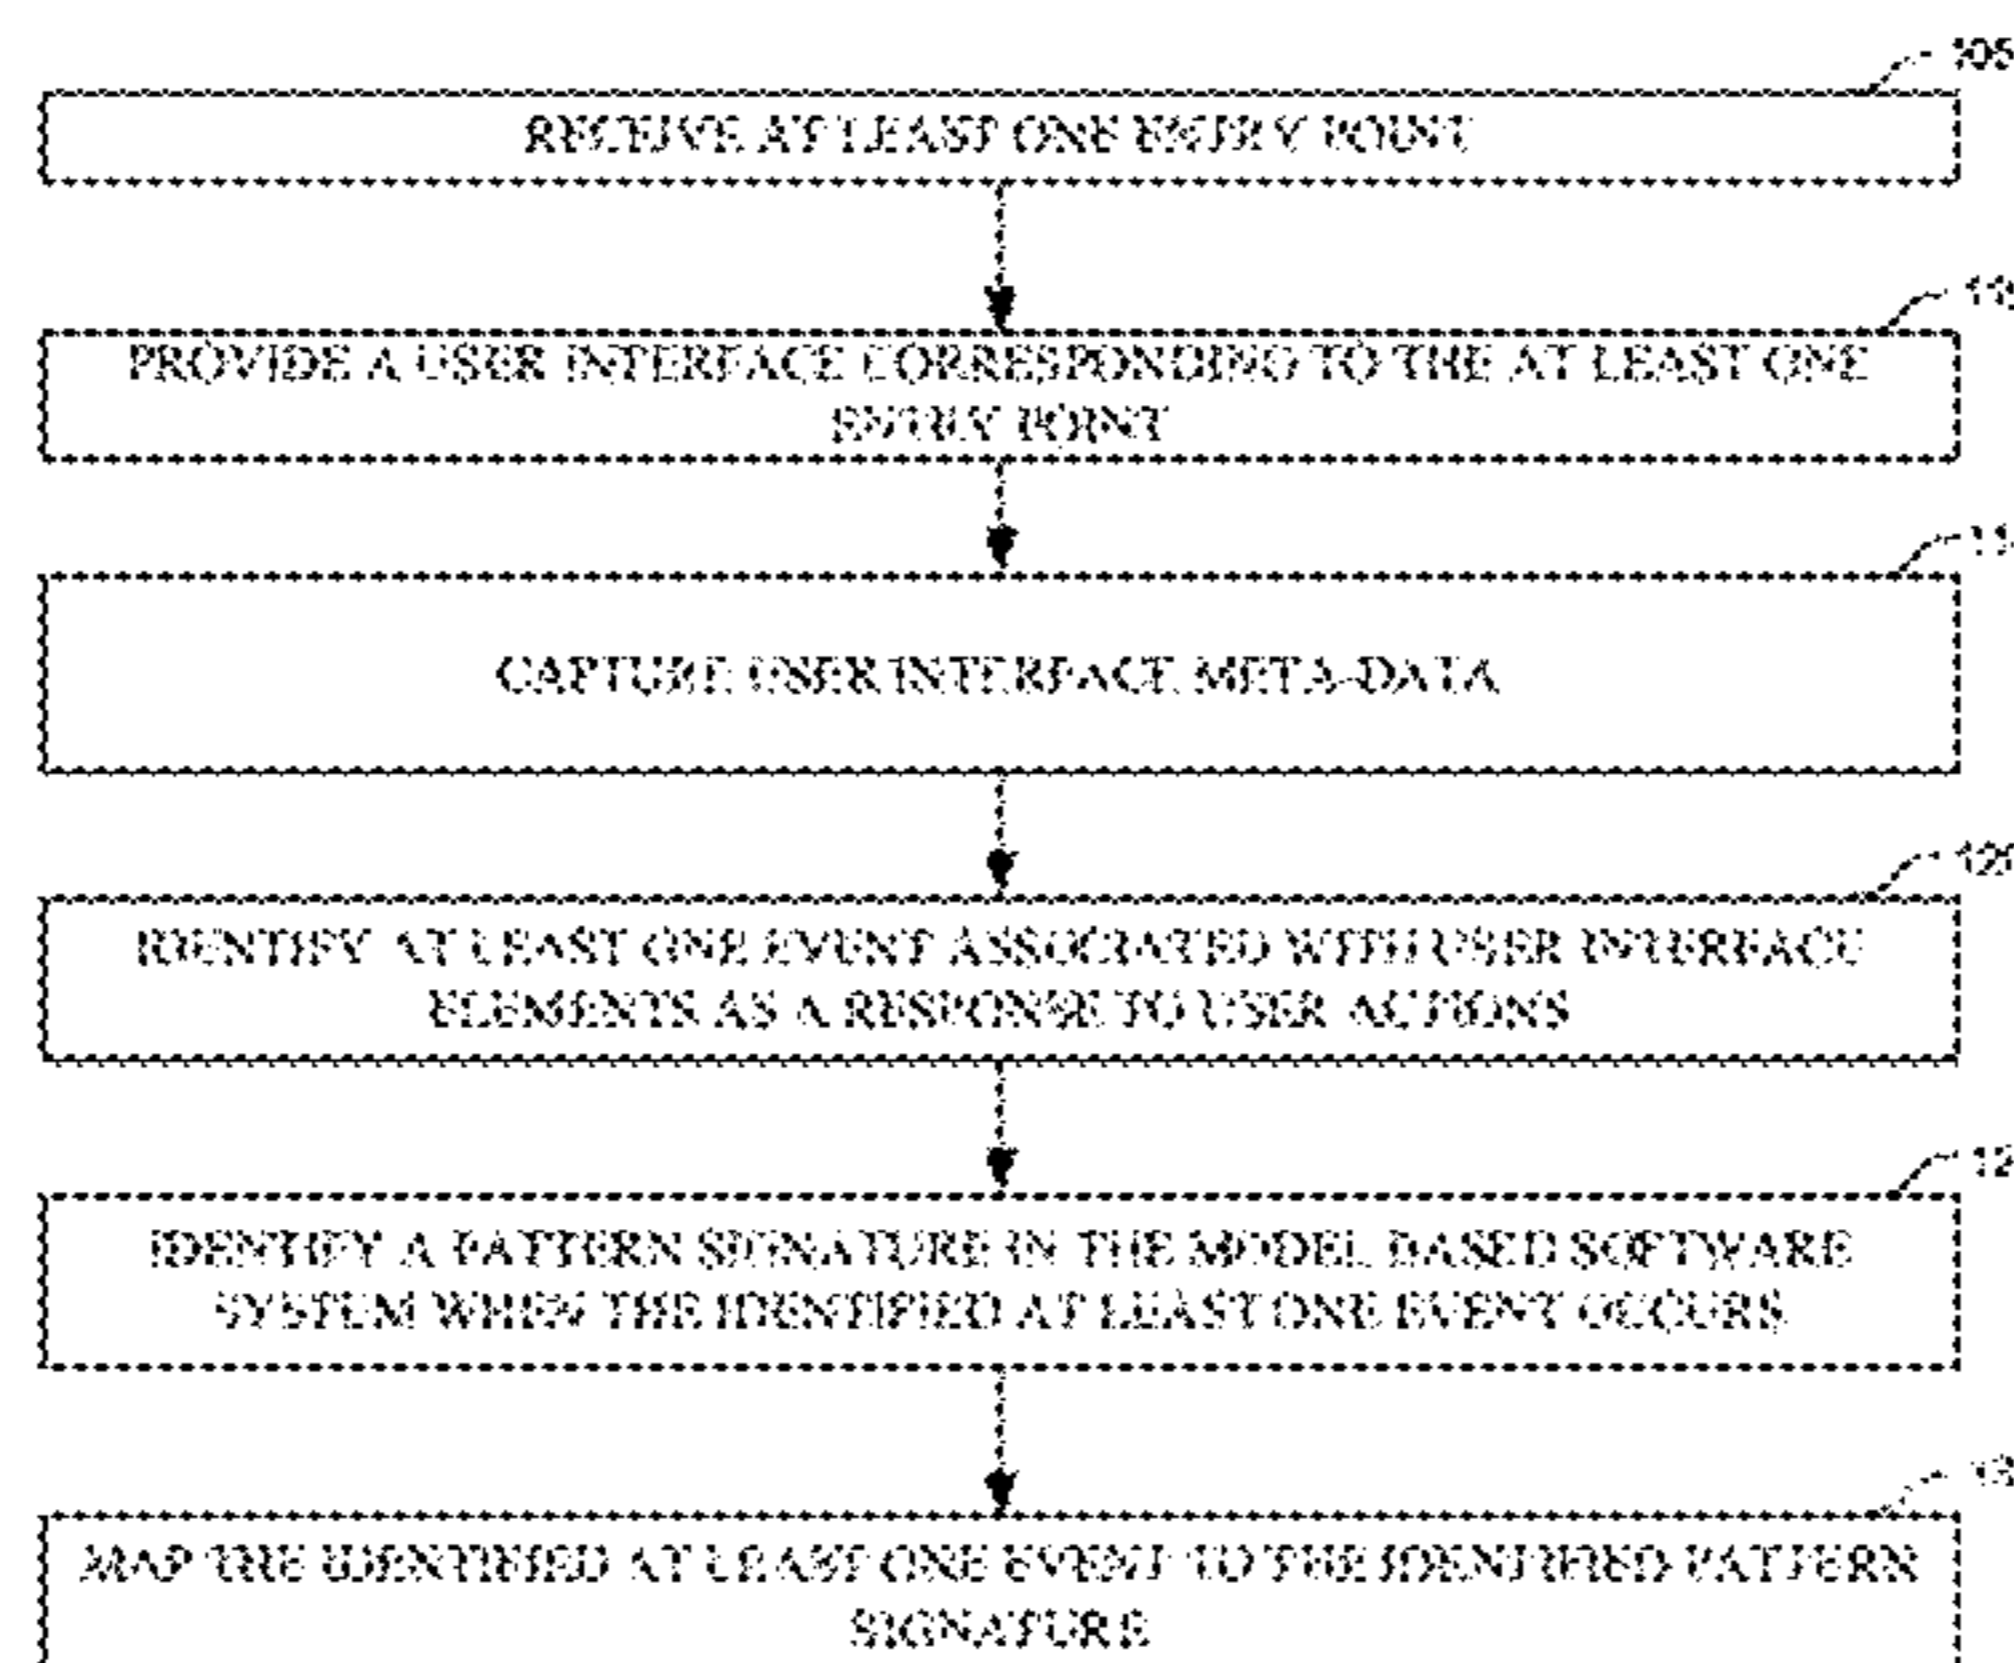 105
RECEIVE AT LEAST ONE ENTRY POINT
PROVIDE A USER INTERFACE CORRESPONDING TO THE AT LEAST ONE
ENTRY POINT
CAPTURE USER INTERFACE META-DATA
120
IDENTIFY AT LEAST ONE EVENT ASSOCIATED WITH USER INTERFACE
ELEMENTS AS A RESPONSE TO USER ACTIONS
IDENTIFY A PATTERN SIGNATURE IN THE MODEL BASED SOFTWARE
SYSTEM WHEN THE IDENTIFIED AT LEAST ONE EVENT OCCURS
MAP THE IDENTIFIED AT LEAST ONE EVENT TO THE IDENTIFIED PATTERN
SIGNATURE